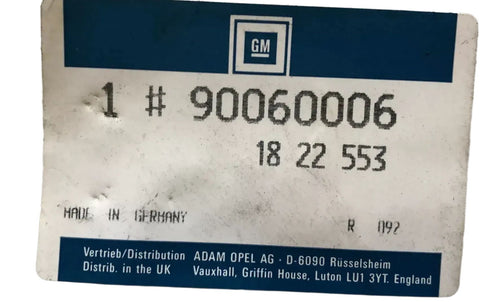 GM
1 # 90060006
18 22 553
MADE IN GERMANY R 092
Vertrieb/Distribution ADAM OPEL AG · D-6090 Rüsselsheim
Distrib. in the UK Vauxhall, Griffin House, Luton LU1 3YT. England